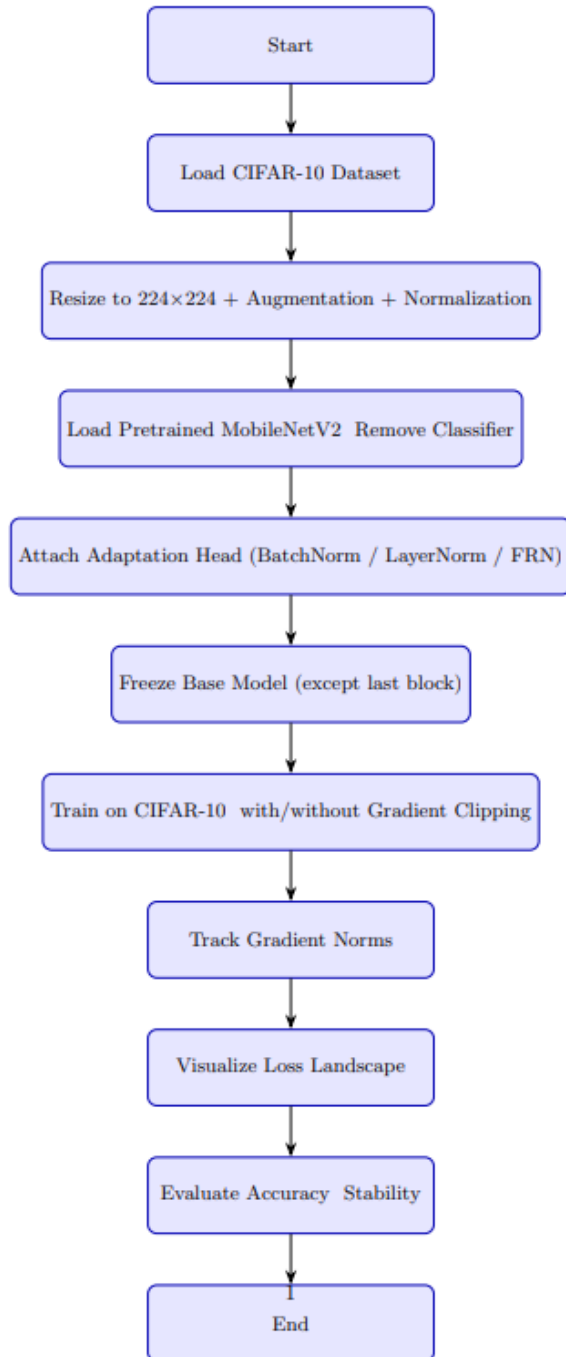 Start
Load CIFAR-10 Dataset
Resize to 224×224 + Augmentation + Normalization
Load Pretrained MobileNetV2  Remove Classifier
Attach Adaptation Head (BatchNorm / LayerNorm / FRN)
Freeze Base Model (except last block)
Train on CIFAR-10  with/without Gradient Clipping
Track Gradient Norms
Visualize Loss Landscape
Evaluate Accuracy  Stability
1
End